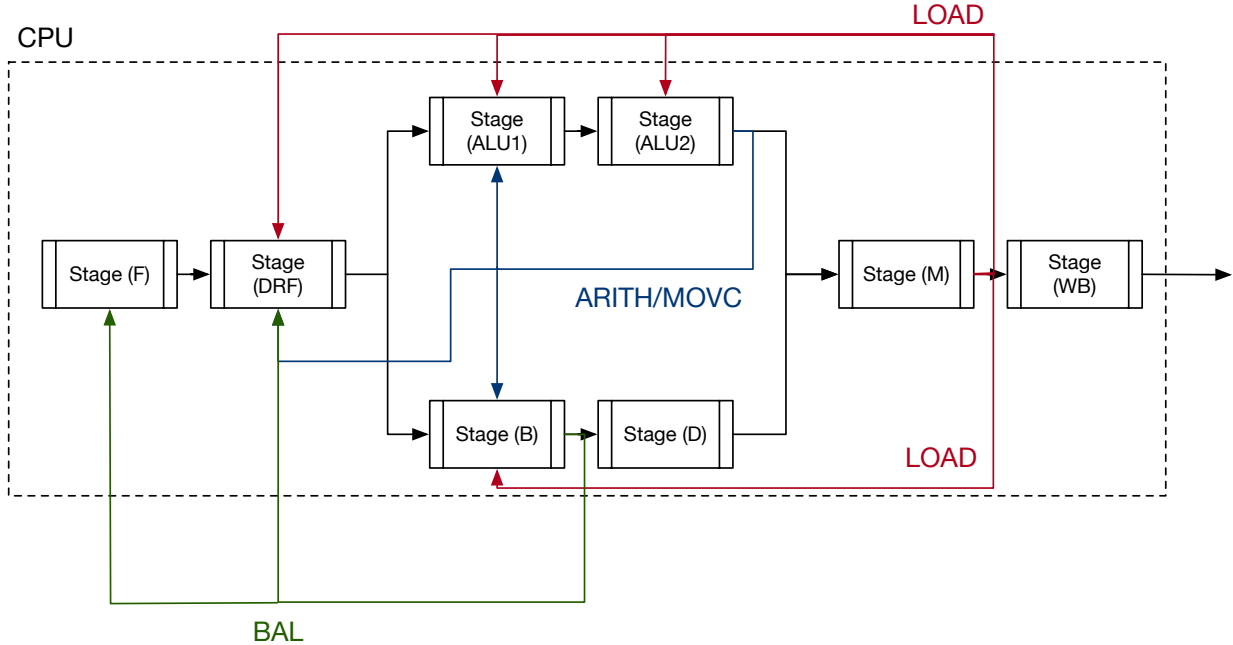 LOAD
CPU
Stage
(ALU1)
Stage
(ALU2)
Stage (F)
Stage
(DRF)
Stage (M)
Stage
(WB)
ARITH/MOVC
Stage (B)
Stage (D)
LOAD
BAL